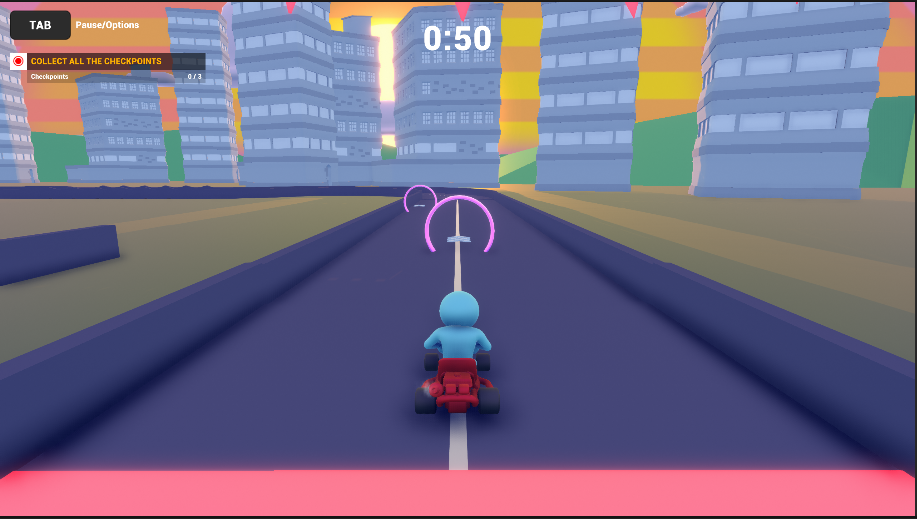 TAB Pause/Options
0:50
COLLECT ALL THE CHECKPOINTS
Checkpoints 0 / 3